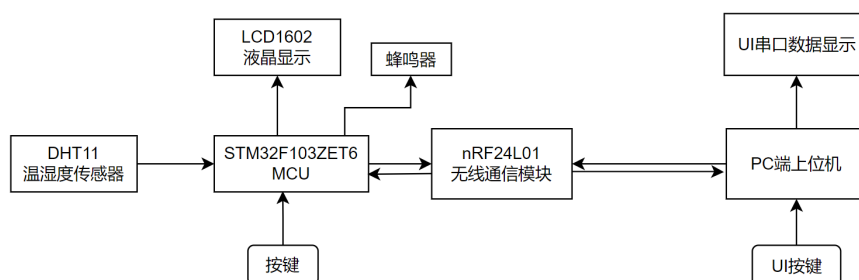 LCD1602
液晶显示
蜂鸣器
UI串口数据显示
DHT11
温湿度传感器
STM32F103ZET6
MCU
nRF24L01
无线通信模块
PC端上位机
按键
UI按键